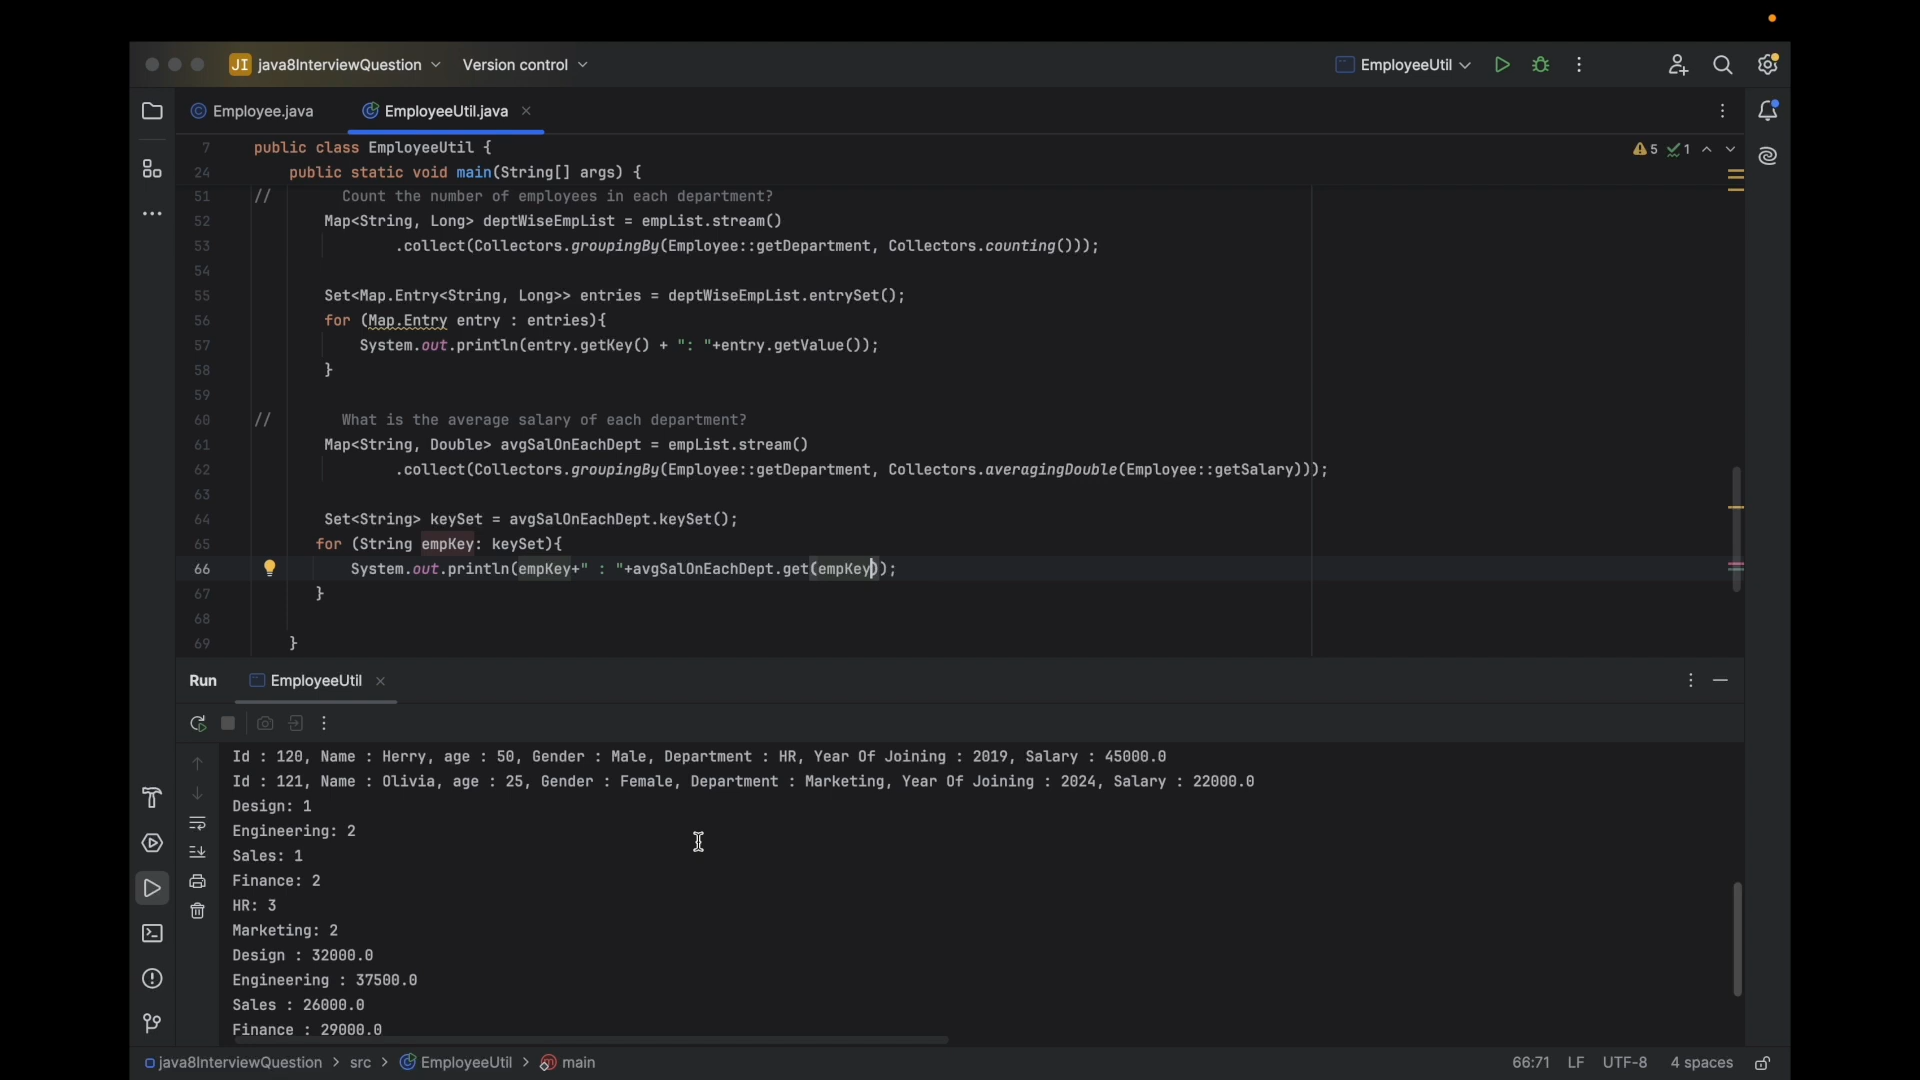 JI java8InterviewQuestion Version control EmployeeUtil
Employee.java EmployeeUtil.java
7 public class EmployeeUtil { 5 1
24 public static void main(String[] args) {
51 // Count the number of employees in each department?
52 Map<String, Long> deptWiseEmpList = empList.stream()
53 .collect(Collectors.groupingBy(Employee::getDepartment, Collectors.counting()));
54
55 Set<Map.Entry<String, Long>> entries = deptWiseEmpList.entrySet();
56 for (Map.Entry entry : entries){
57 System.out.println(entry.getKey() + ": "+entry.getValue());
58 }
59
60 // What is the average salary of each department?
61 Map<String, Double> avgSalOnEachDept = empList.stream()
62 .collect(Collectors.groupingBy(Employee::getDepartment, Collectors.averagingDouble(Employee::getSalary)));
63
64 Set<String> keySet = avgSalOnEachDept.keySet();
65 for (String empKey: keySet){
66 System.out.println(empKey+" : "+avgSalOnEachDept.get(empKey));
67 }
68
69 }
Run EmployeeUtil
Id : 120, Name : Herry, age : 50, Gender : Male, Department : HR, Year Of Joining : 2019, Salary : 45000.0
Id : 121, Name : Olivia, age : 25, Gender : Female, Department : Marketing, Year Of Joining : 2024, Salary : 22000.0
Design: 1
Engineering: 2
Sales: 1
Finance: 2
HR: 3
Marketing: 2
Design : 32000.0
Engineering : 37500.0
Sales : 26000.0
Finance : 29000.0
java8InterviewQuestion > src > EmployeeUtil > main 66:71 LF UTF-8 4 spaces